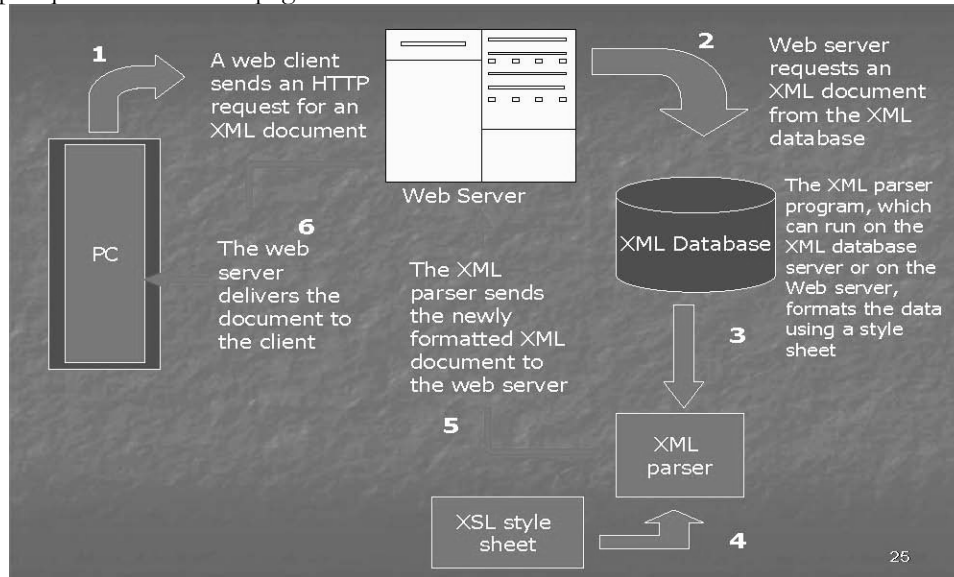 1
A web client
sends an HTTP
request for an
XML document
2
Web server
requests an
XML document
from the XML
database
Web Server
PC
6
The web
server
delivers the
document to
the client
The XML
parser sends
the newly
formatted XML
document to
the web server
5
XML Database
The XML parser
program, which
can run on the
XML database
server or on the
Web server,
formats the data
using a style
sheet
3
XML
parser
XSL style
sheet
4
25